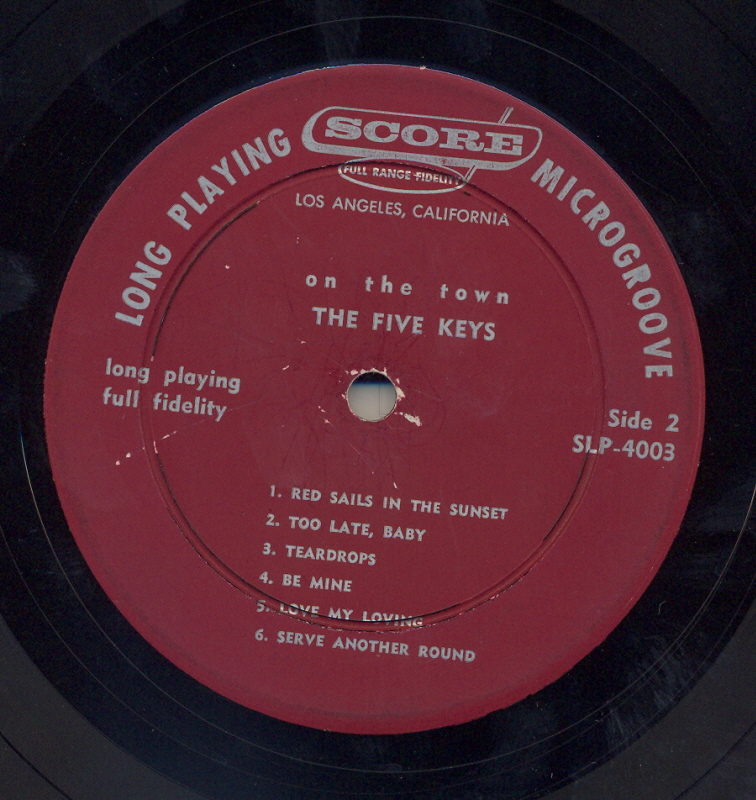 LONG PLAYING
SCORE
MICROGROOVE
FULL RANGE FIDELITY
LOS ANGELES, CALIFORNIA
on the town
THE FIVE KEYS
long playing
full fidelity
Side 2
SLP-4003
1. RED SAILS IN THE SUNSET
2. TOO LATE, BABY
3. TEARDROPS
4. BE MINE
5. LOVE MY LOVING
6. SERVE ANOTHER ROUND